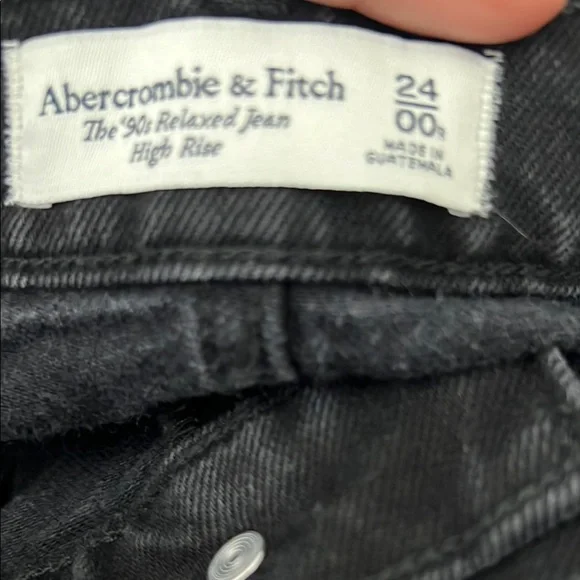 Abercrombie & Fitch
The '90s Relaxed Jean
High Rise
24
00R
MADE IN
GUATEMALA